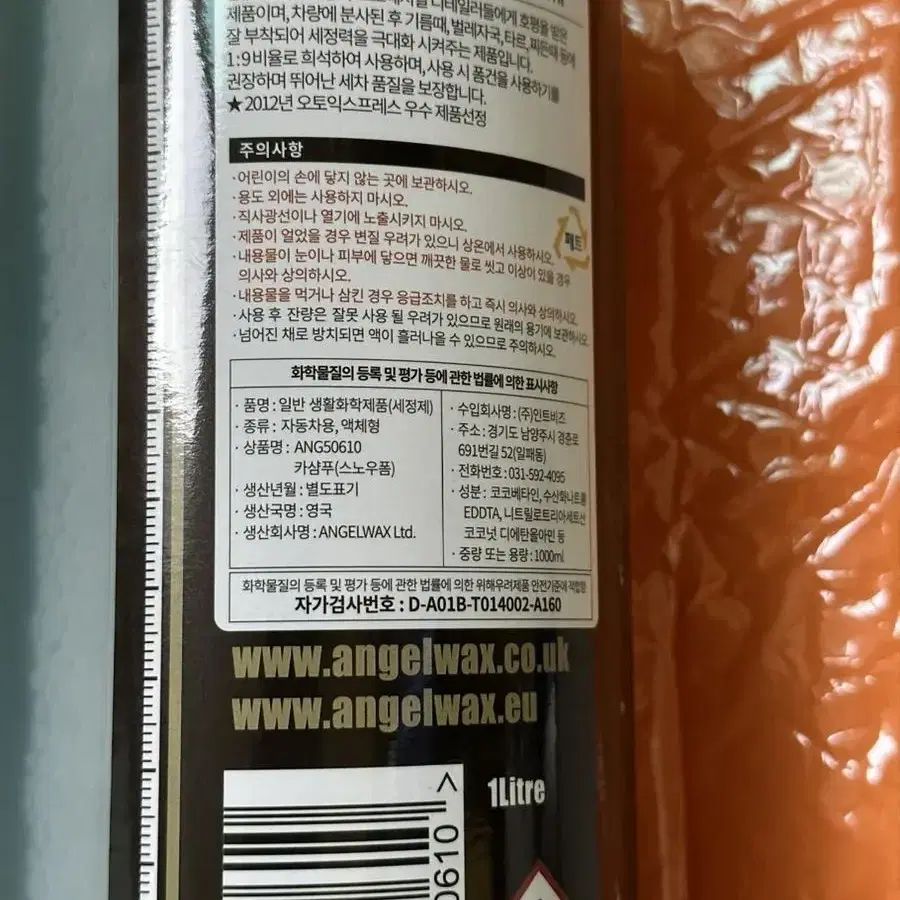 디테일러들에게 호평을 받은
제품이며, 차량에 분사된 후 기름때, 벌레자국, 타르, 찌든때 등에
잘 부착되어 세정력을 극대화 시켜주는 제품입니다.
1:9비율로 희석하여 사용하며, 사용 시 폼건을 사용하기를
권장하며 뛰어난 세차 품질을 보장합니다.
★2012년 오토익스프레스 우수 제품선정
주의사항
·어린이의 손에 닿지 않는 곳에 보관하시오.
·용도 외에는 사용하지 마시오.
·직사광선이나 열기에 노출시키지 마시오.
·제품이 얼었을 경우 변질 우려가 있으니 상온에서 사용하시오.
·내용물이 눈이나 피부에 닿으면 깨끗한 물로 씻고 이상이 있을 경우
의사와 상의하시오.
·내용물을 먹거나 삼킨 경우 응급조치를 하고 즉시 의사와 상의하시오.
·사용 후 잔량은 잘못 사용 될 우려가 있으므로 원래의 용기에 보관하시오.
·넘어진 채로 방치되면 액이 흘러나올 수 있으므로 주의하시오.
페트
화학물질의 등록 및 평가 등에 관한 법률에 의한 표시사항
· 품명 : 일반 생활화학제품(세정제)
· 종류 : 자동차용, 액체형
· 상품명 : ANG50610
카샴푸(스노우폼)
· 생산년월 : 별도표기
· 생산국명 : 영국
· 생산회사명 : ANGELWAX Ltd.
· 수입회사명 : (주)인트비즈
· 주소 : 경기도 남양주시 경춘로
691번길 52(일패동)
· 전화번호 : 031-592-4095
· 성분 : 코코베타인, 수산화나트륨
EDDTA, 니트릴로트리아세트산
코코넛 디에탄올아민 등
· 중량 또는 용량 : 1000ml
화학물질의 등록 및 평가 등에 관한 법률에 의한 위해우려제품 안전기준에 적합함
자가검사번호 : D-A01B-T014002-A160
www.angelwax.co.uk
www.angelwax.eu
1Litre
0610 >